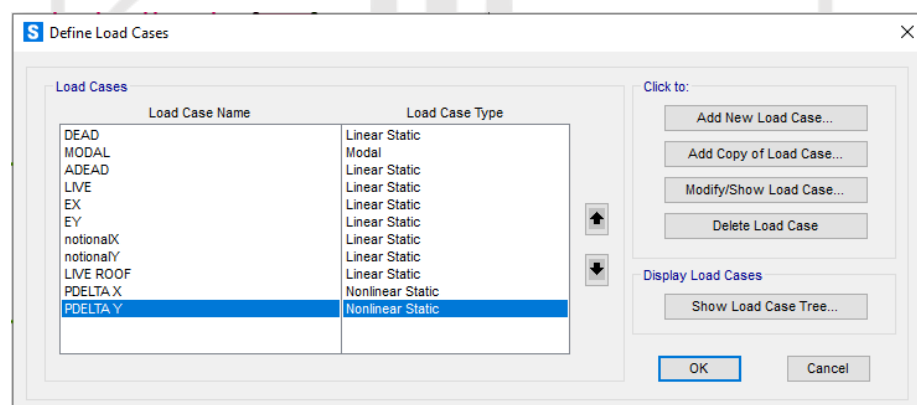 S Define Load Cases
Load Cases
Click to:
Load Case Name Load Case Type
DEAD Linear Static
MODAL Modal
ADEAD Linear Static
LIVE Linear Static
EX Linear Static
EY Linear Static
notionalX Linear Static
notionalY Linear Static
LIVE ROOF Linear Static
PDELTA X Nonlinear Static
PDELTA Y Nonlinear Static
Add New Load Case...
Add Copy of Load Case...
Modify/Show Load Case...
Delete Load Case
Display Load Cases
Show Load Case Tree...
OK Cancel